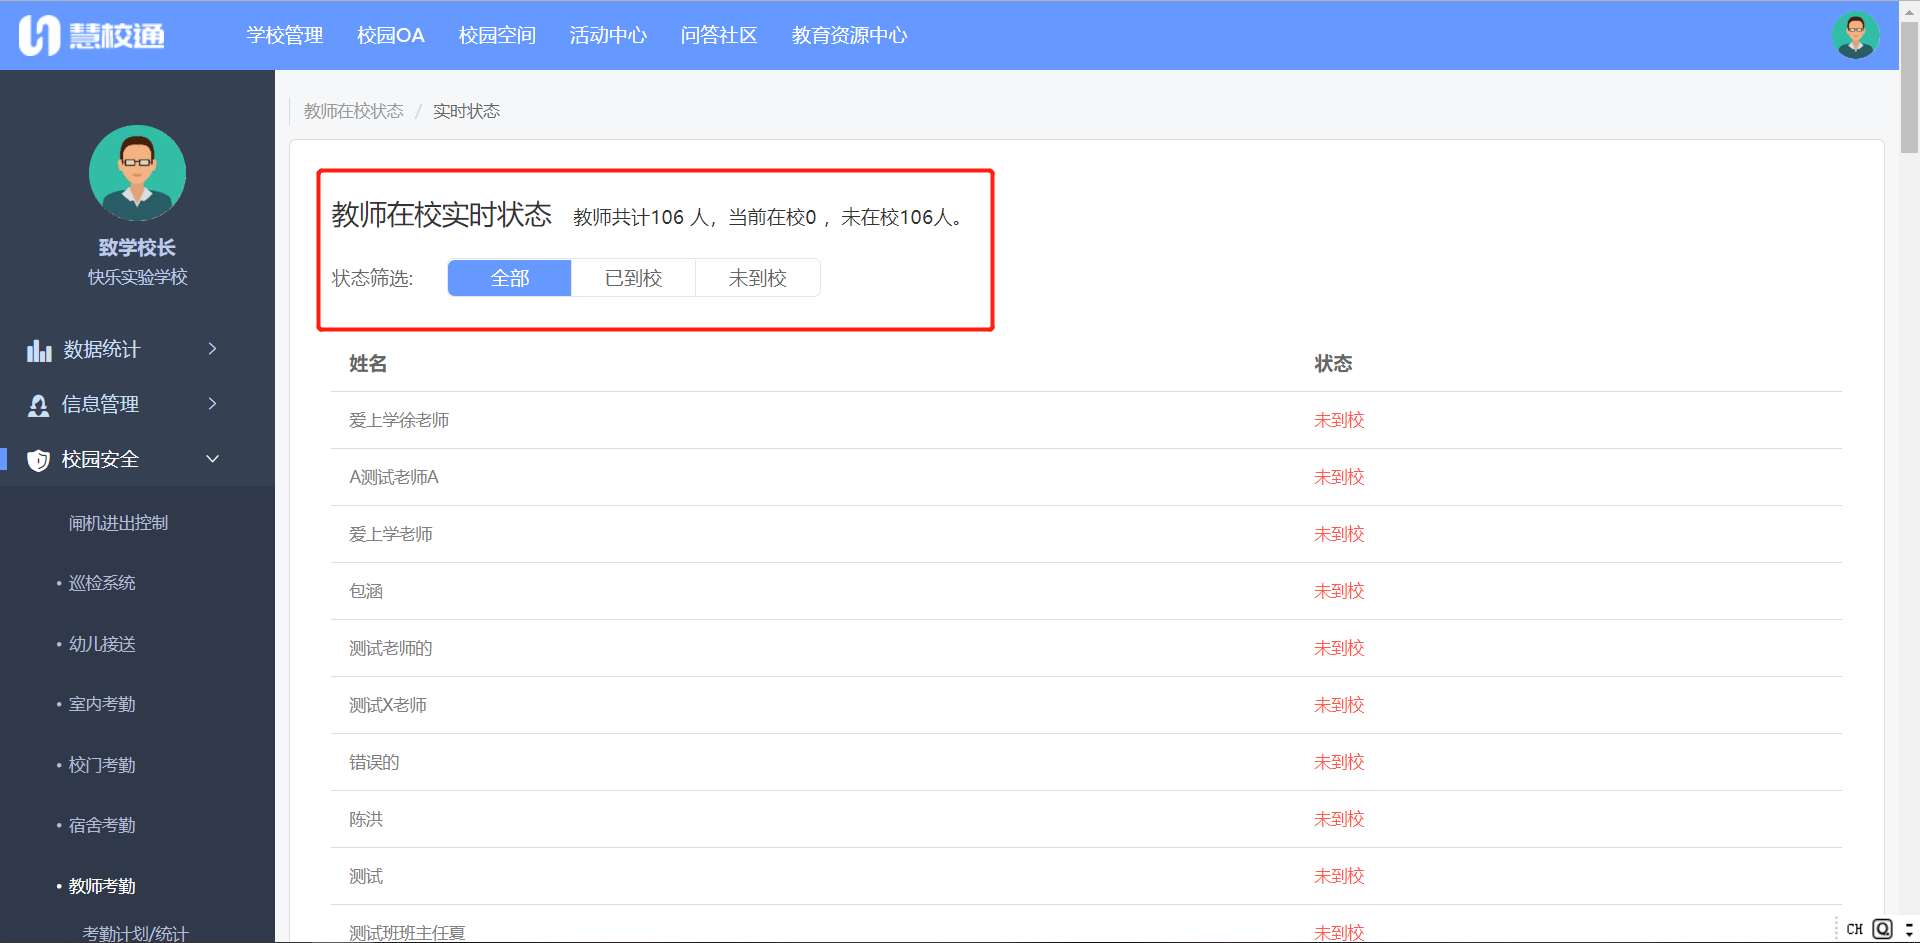 慧校通
学校管理 校园OA 校园空间 活动中心 问答社区 教育资源中心
致学校长
快乐实验学校
数据统计
信息管理
校园安全
闸机进出控制
• 巡检系统
• 幼儿接送
• 室内考勤
• 校门考勤
• 宿舍考勤
• 教师考勤
考勤计划/统计
教师在校状态 / 实时状态
教师在校实时状态 教师共计106 人，当前在校0 ，未在校106人。
状态筛选: 全部 已到校 未到校
姓名 状态
爱上学徐老师 未到校
A测试老师A 未到校
爱上学老师 未到校
包涵 未到校
测试老师的 未到校
测试X老师 未到校
错误的 未到校
陈洪 未到校
测试 未到校
测试班班主任夏 未到校
CH